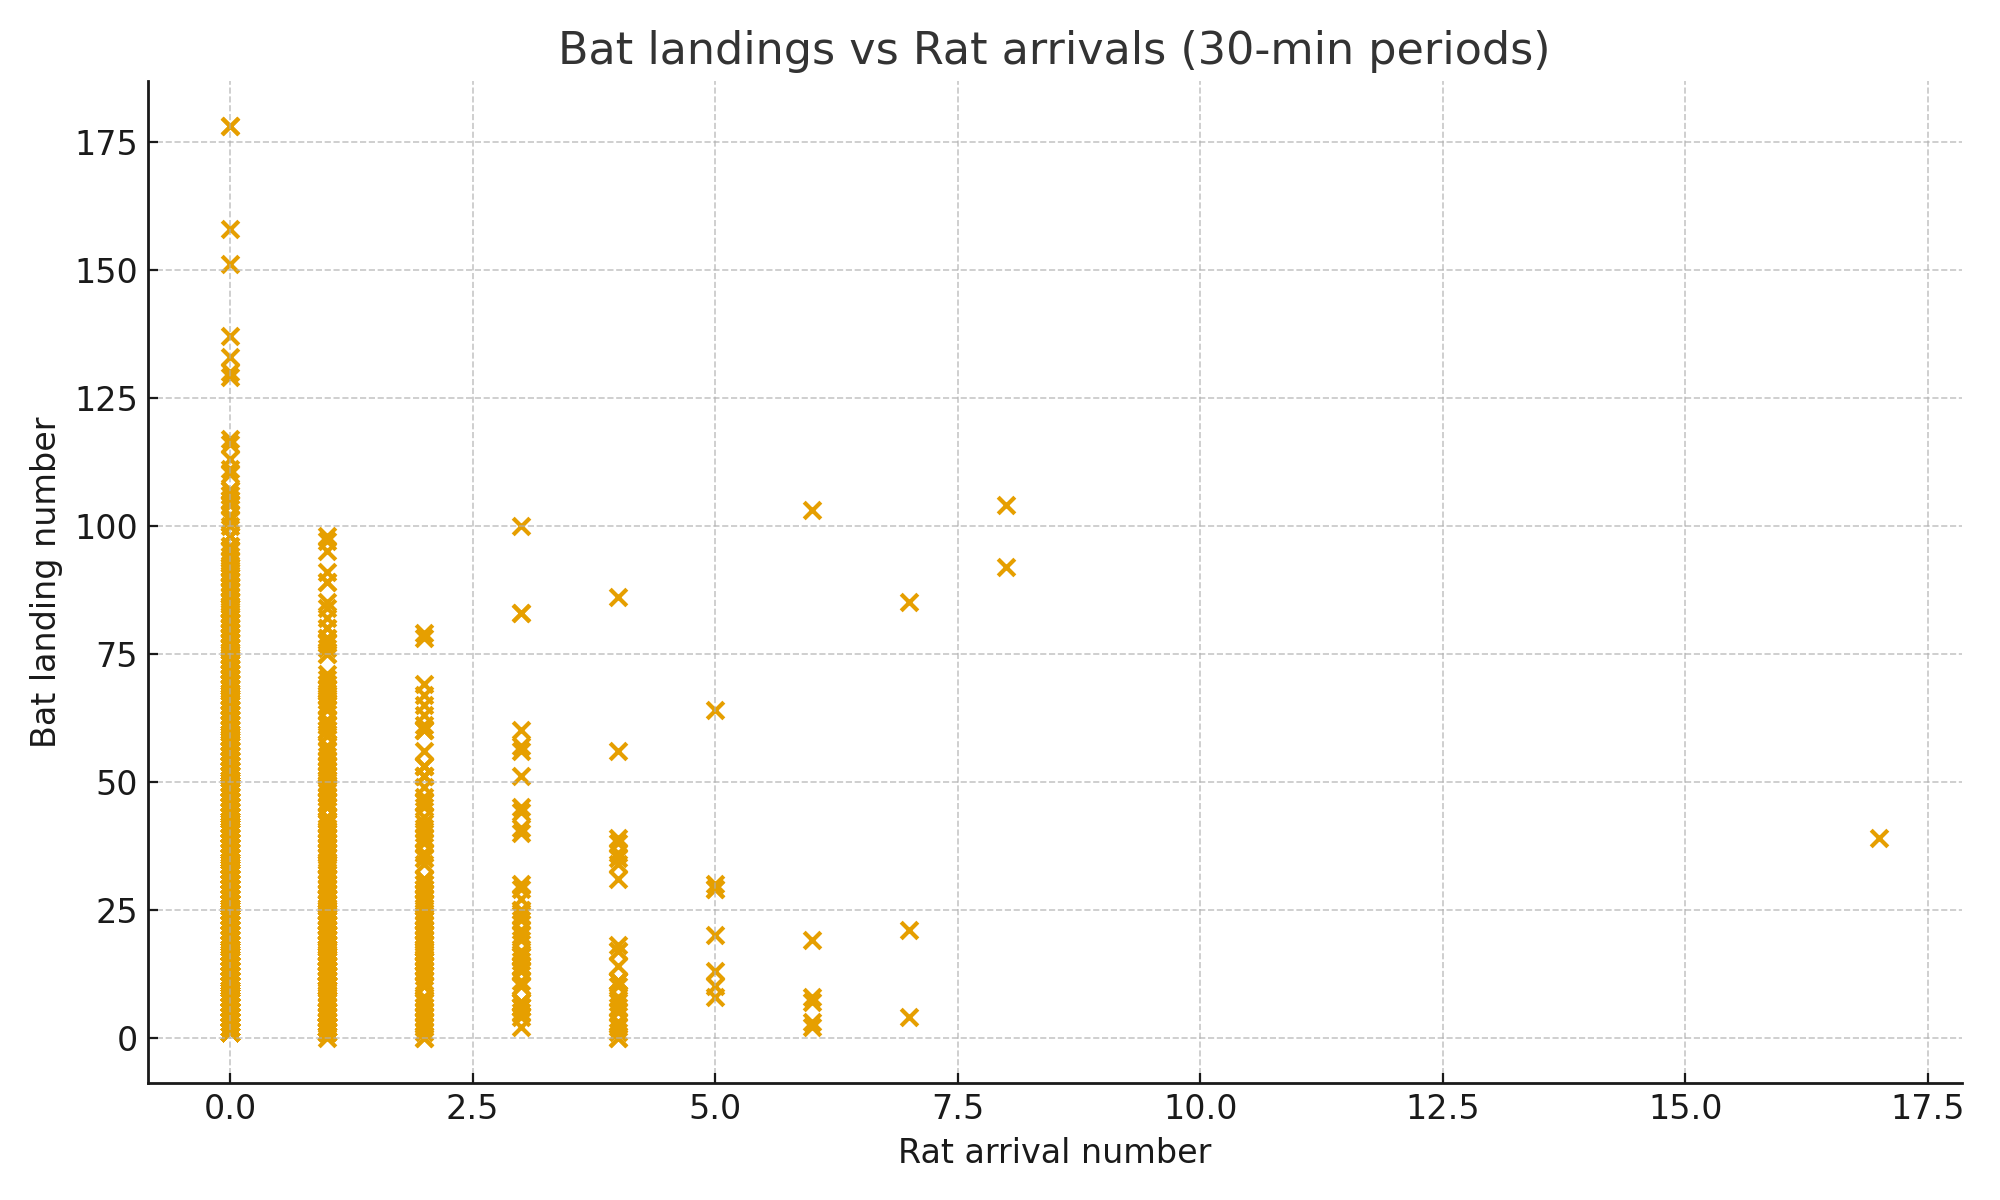 Bat landings vs Rat arrivals (30-min periods)
Bat landing number
175
150
125
100
75
50
25
0
0.0 2.5 5.0 7.5 10.0 12.5 15.0 17.5
Rat arrival number